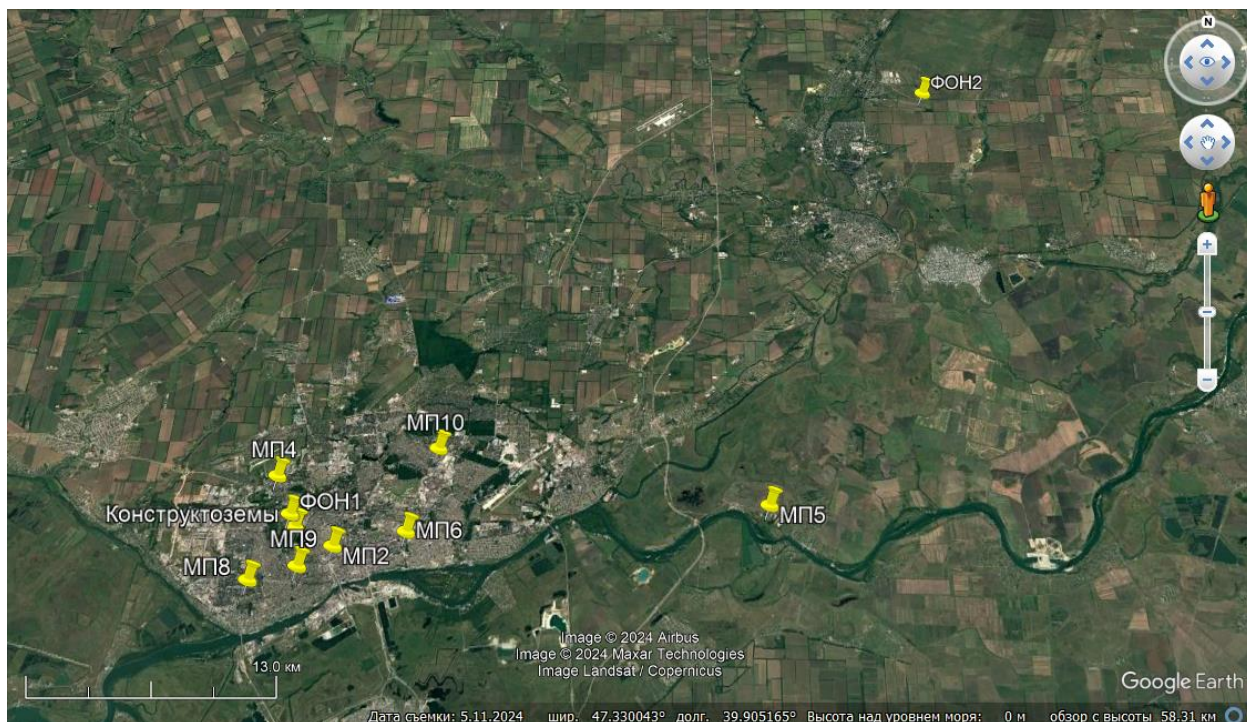 N
ФОН2
МП10
МП4
ФОН1
Конструктоземы
МП5
МП6
МП9
МП2
МП8
Image © 2024 Airbus
Image © 2024 Maxar Technologies
Image Landsat / Copernicus
13.0 км
Google Earth
Дата съемки: 5.11.2024 шир. 47.330043° долг. 39.905165° Высота над уровнем моря: 0 м обзор с высоты 58.31 км